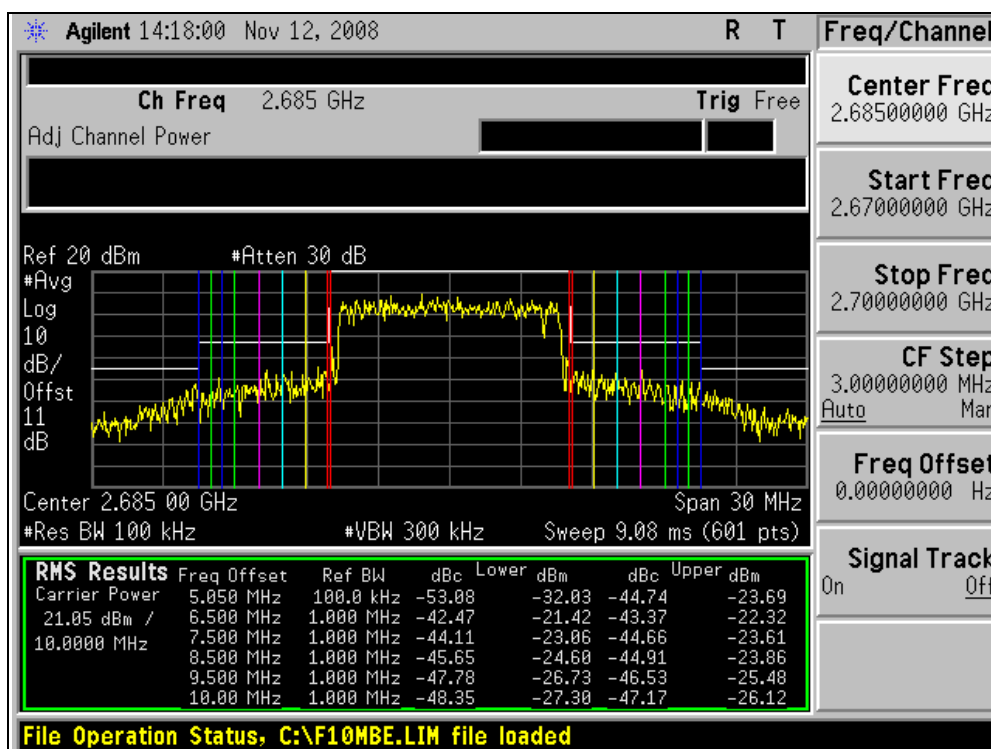 Agilent 14:18:00 Nov 12, 2008 R T
Freq/Channel
Ch Freq 2.685 GHz Trig Free
Adj Channel Power
Center Freq
2.68500000 GHz
Start Freq
2.67000000 GHz
Stop Freq
2.70000000 GHz
CF Step
3.00000000 MHz
Auto Man
Freq Offset
0.00000000 Hz
Signal Track
On Off
Ref 20 dBm #Atten 30 dB
#Avg
Log
10
dB/
Offst
11
dB
Center 2.685 00 GHz Span 30 MHz
#Res BW 100 kHz #VBW 300 kHz Sweep 9.08 ms (601 pts)
RMS Results Freq Offset Ref BW dBc Lower dBm dBc Upper dBm
Carrier Power 5.050 MHz 100.0 kHz -53.08 -32.03 -44.74 -23.69
21.05 dBm / 6.500 MHz 1.000 MHz -42.47 -21.42 -43.37 -22.32
10.0000 MHz 7.500 MHz 1.000 MHz -44.11 -23.06 -44.66 -23.61
8.500 MHz 1.000 MHz -45.65 -24.60 -44.91 -23.86
9.500 MHz 1.000 MHz -47.78 -26.73 -46.53 -25.48
10.00 MHz 1.000 MHz -48.35 -27.30 -47.17 -26.12
File Operation Status, C:\F10MBE.LIM file loaded